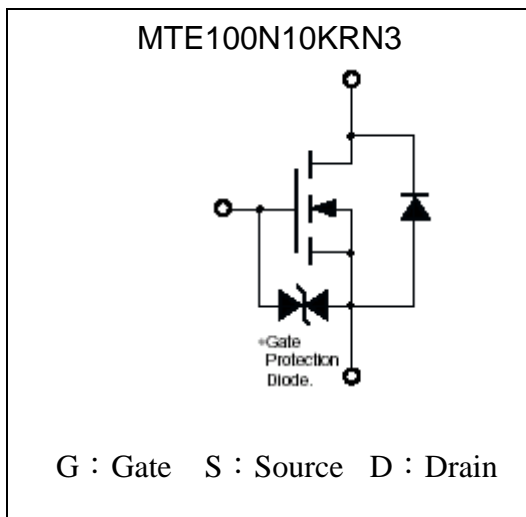 MTE100N10KRN3
*Gate
Protection
Diode.
G：Gate S：Source D：Drain